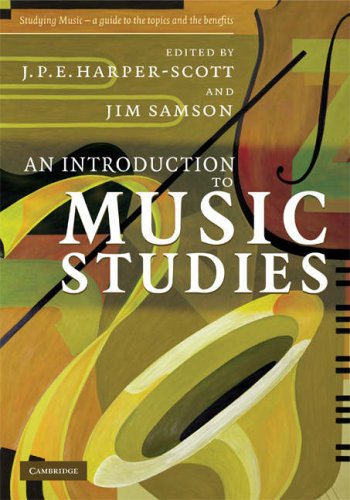 Studying Music – a guide to the topics and the benefits
EDITED BY
J.P.E.HARPER-SCOTT
AND
JIM SAMSON
AN INTRODUCTION
TO
MUSIC
STUDIES
CAMBRIDGE